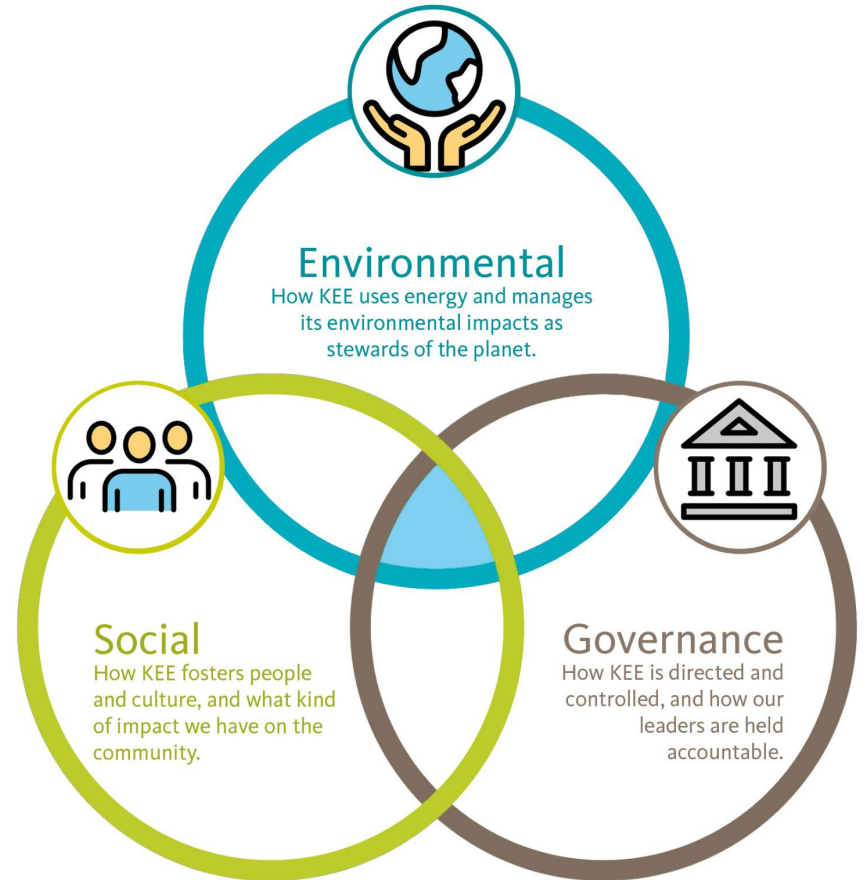 Environmental
How KEE uses energy and manages
its environmental impacts as
stewards of the planet.
Social
How KEE fosters people
and culture, and what kind
of impact we have on the
community.
Governance
How KEE is directed and
controlled, and how our
leaders are held
accountable.